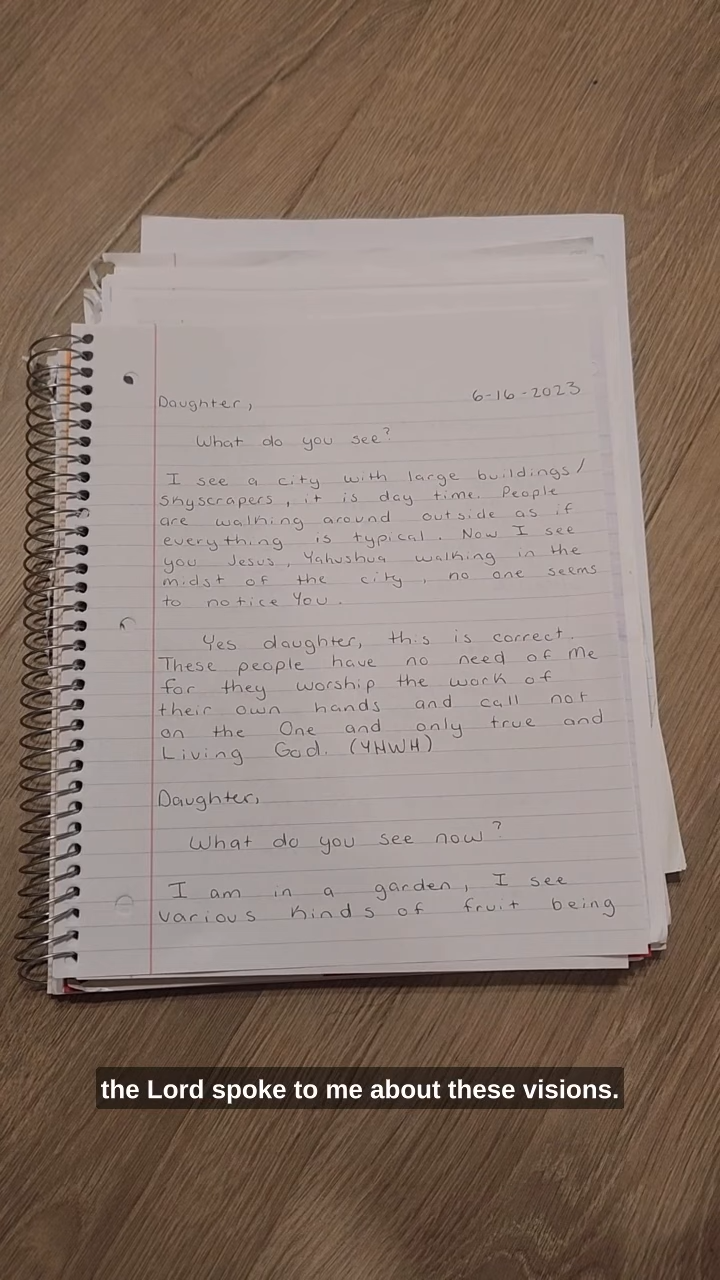 6-16-2023
Daughter,
What do you see?
I see a city with large buildings/
skyscrapers, it is day time. People
are walking around outside as if
everything is typical. Now I see
you Jesus, Yahushua walking in the
midst of the city, no one seems
to notice You.
Yes daughter, this is correct.
These people have no need of Me
for they worship the work of
their own hands and call not
on the One and only true and
Living God. (YHWH)
Daughter,
What do you see now?
I am in a garden, I see
various kinds of fruit being
the Lord spoke to me about these visions.